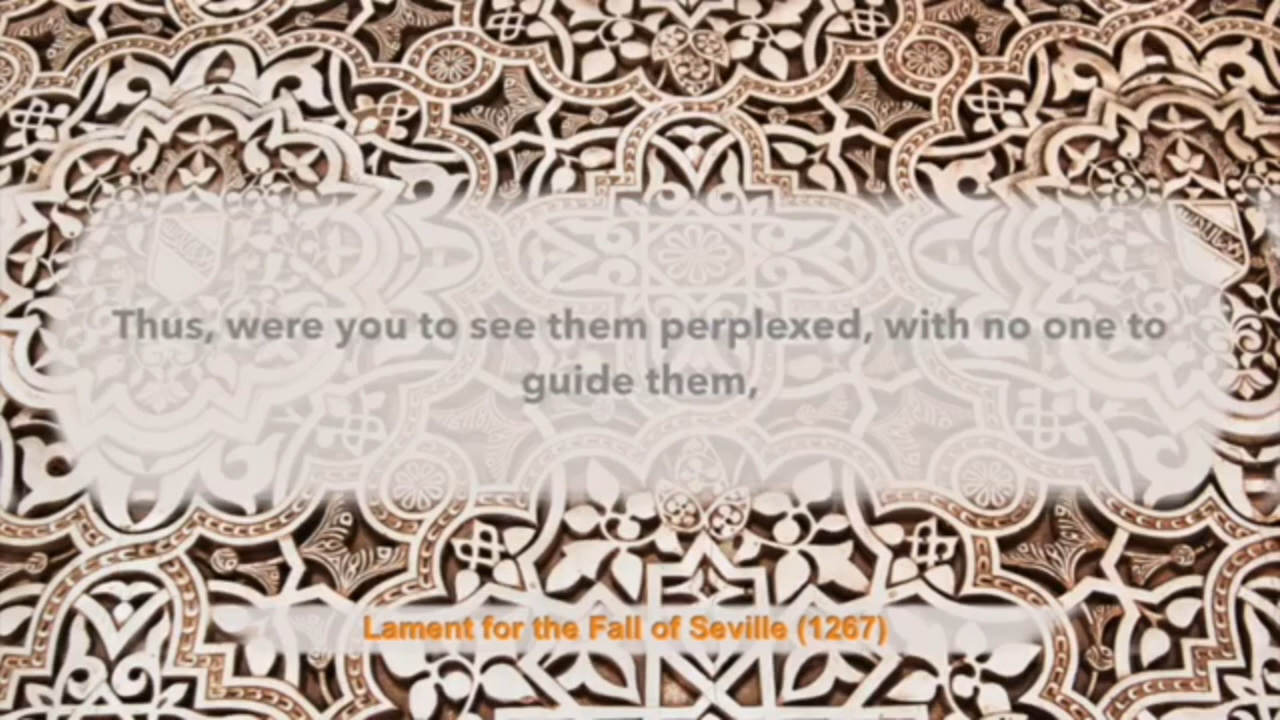 Thus, were you to see them perplexed, with no one to
guide them,
Lament for the Fall of Seville (1267)